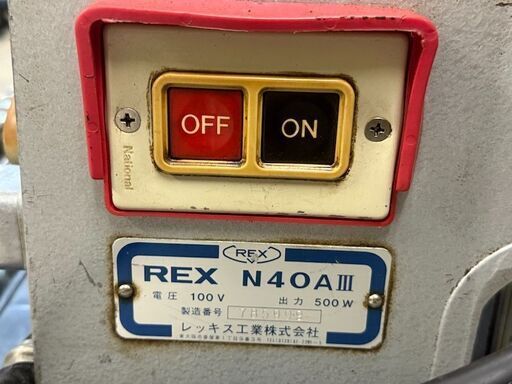 OFF
ON
National
REX
REX N40AIII
電圧 100V 出力 500W
製造番号
レッキス工業株式会社